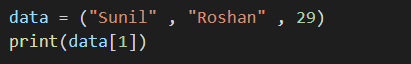 data = ("Sunil" , "Roshan" , 29)
print(data[1])